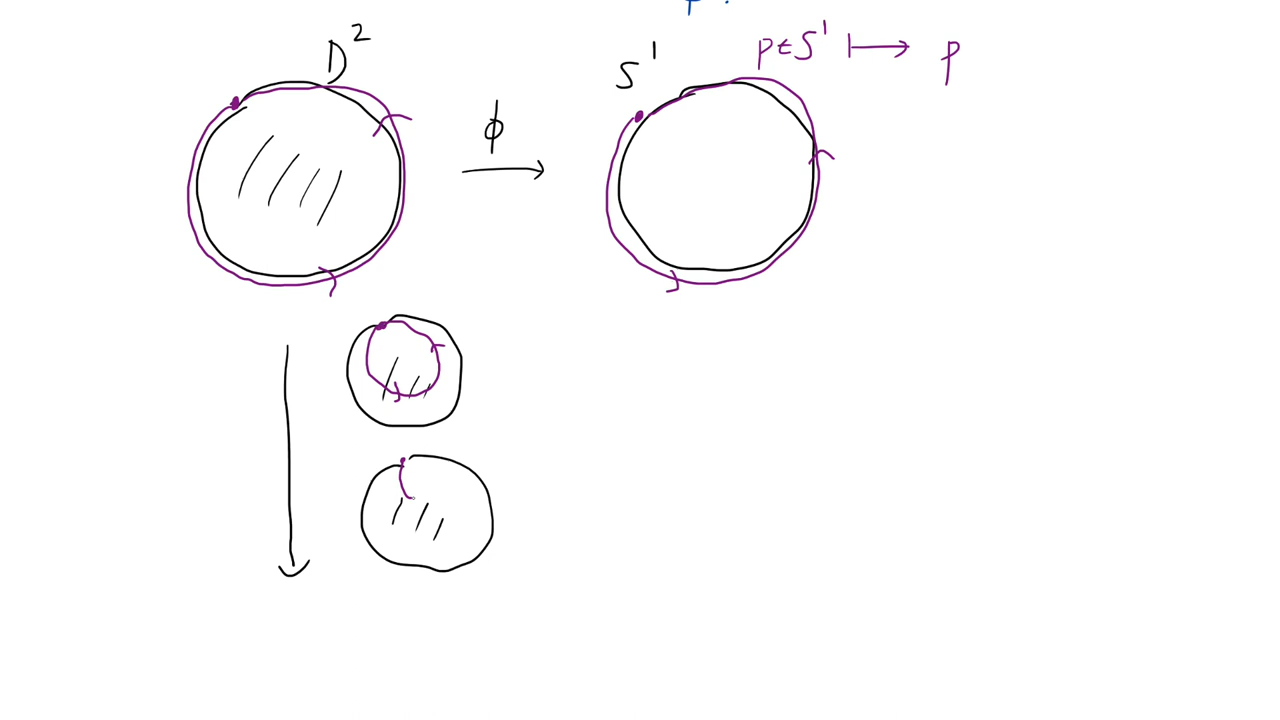 D²
S¹
p∈S¹ ⟼ p
ϕ